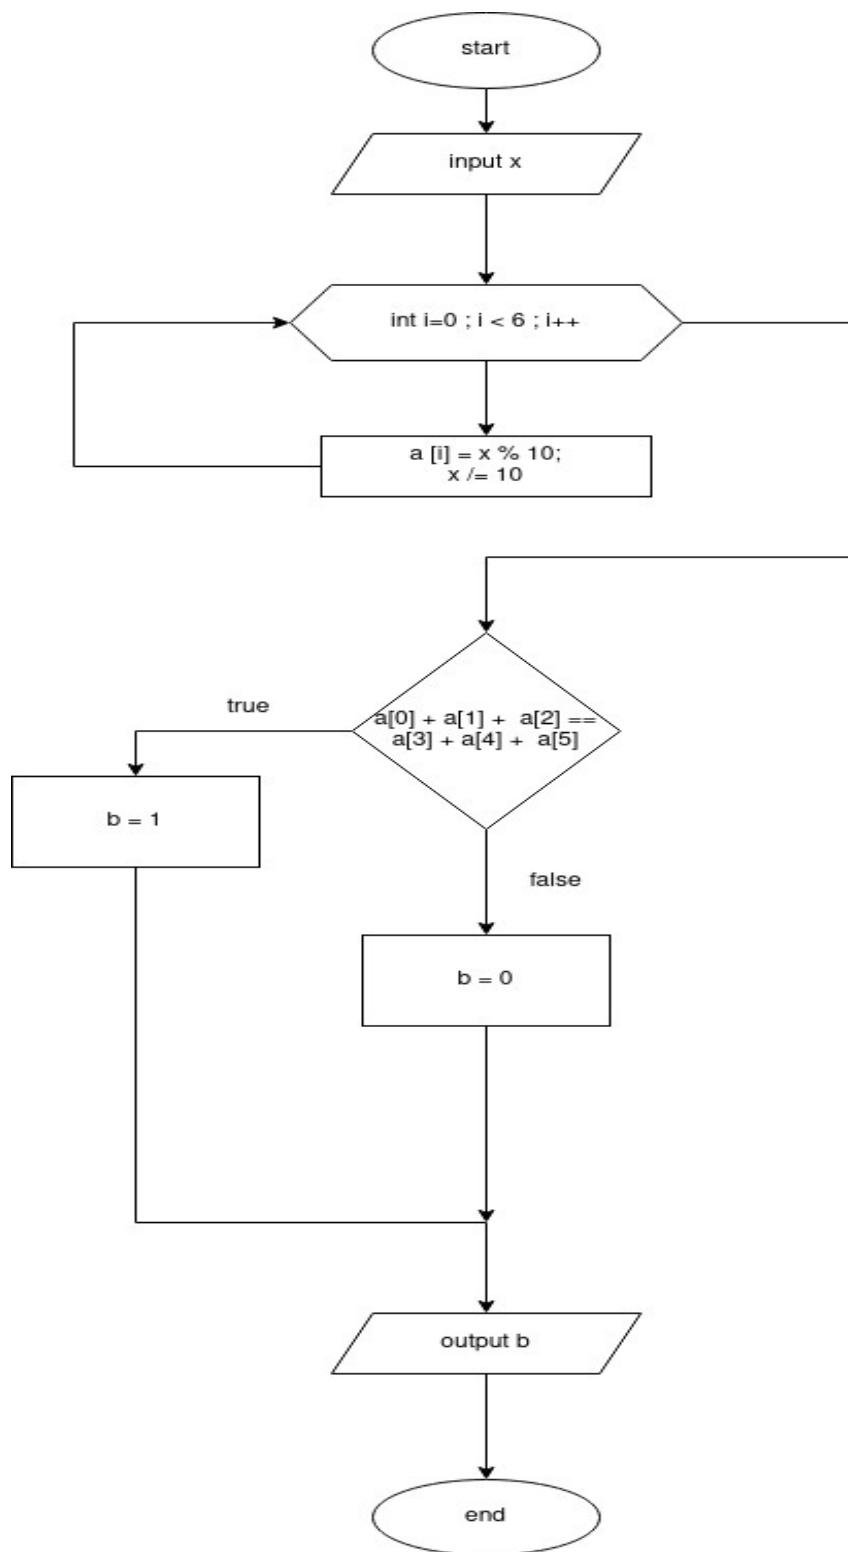 start
input x
int i=0 ; i < 6 ; i++
a [i] = x % 10;
x /= 10
true
a[0] + a[1] + a[2] ==
a[3] + a[4] + a[5]
b = 1
false
b = 0
output b
end